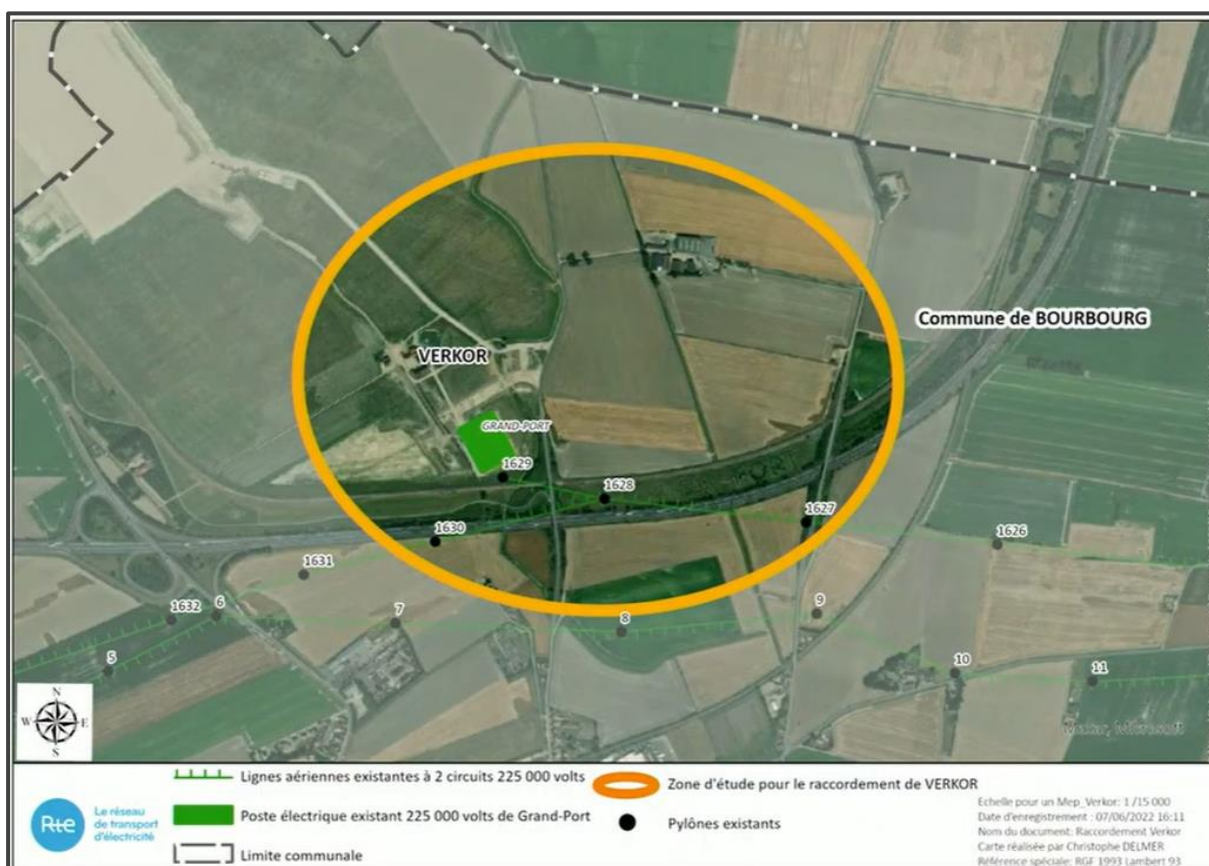 Commune de BOURBOURG
VERKOR
GRAND-PORT
1629
1628
1627
1630
1626
1631
1632
6
7
8
9
5
10
11
N
W E
S
Microsoft
Lignes aériennes existantes à 2 circuits 225 000 volts
Zone d'étude pour le raccordement de VERKOR
Rte
Le réseau
de transport
d'électricité
Poste électrique existant 225 000 volts de Grand-Port
Pylônes existants
Limite communale
Echelle pour un Mep_Verkor: 1 /15 000
Date d'enregistrement : 07/06/2022 16:11
Nom du document: Raccordement Verkor
Carte réalisée par Christophe DELMER
Référence spéciale: RGF 1993 Lambert 93